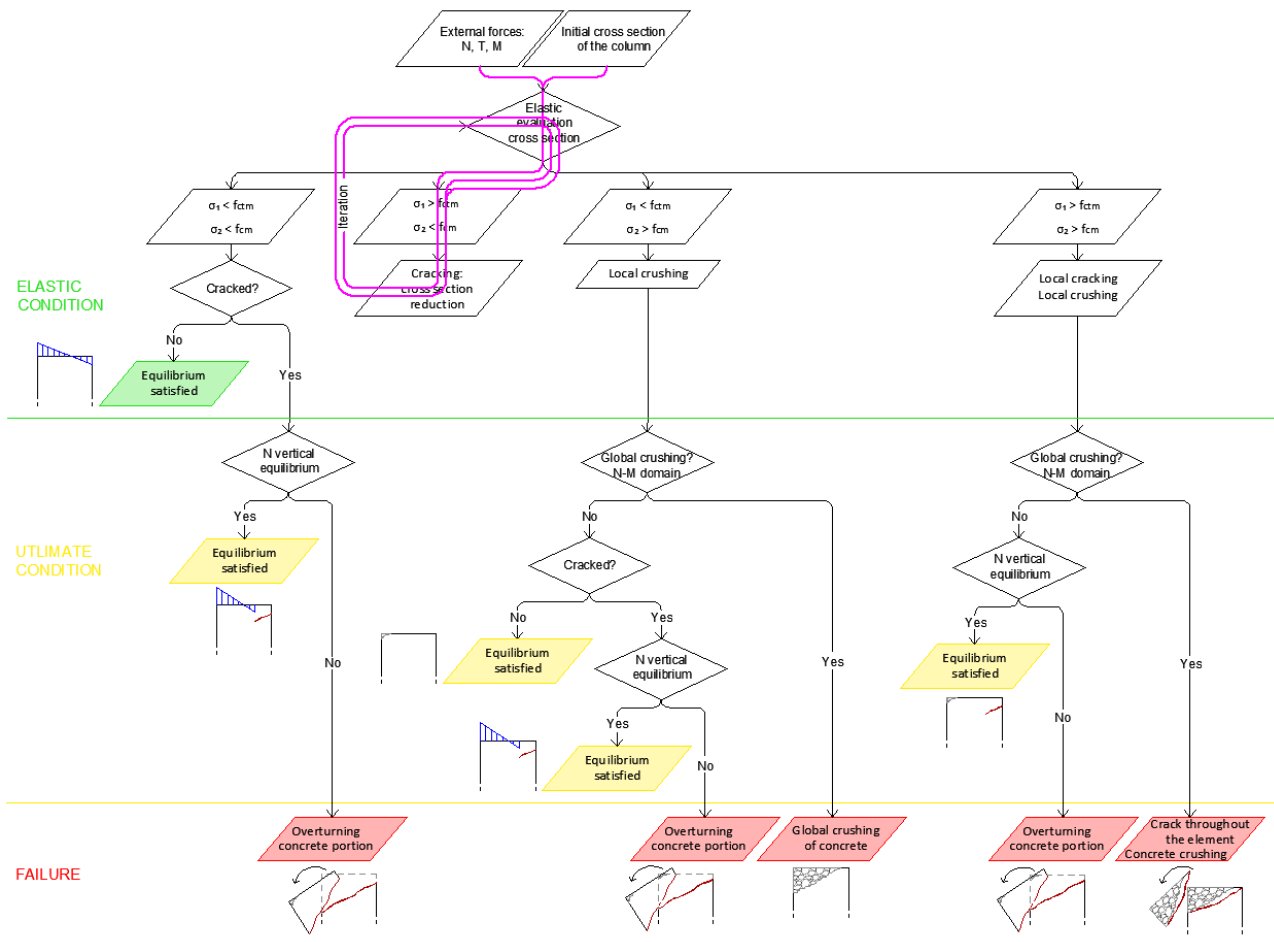 External forces:
N, T, M
Initial cross section
of the column
Elastic
evaluation
cross section
Iteration
σ₁ < fctm
σ₂ < fcm
σ₁ > fctm
σ₂ < fcm
σ₁ < fctm
σ₂ > fcm
σ₁ > fctm
σ₂ > fcm
Cracked?
Cracking:
cross section
reduction
Local crushing
Local cracking
Local crushing
ELASTIC
CONDITION
No
Yes
Equilibrium
satisfied
N vertical
equilibrium
Global crushing?
N-M domain
Global crushing?
N-M domain
Yes
No
No
UTLIMATE
CONDITION
Equilibrium
satisfied
Cracked?
N vertical
equilibrium
No
Yes
Yes
No
Equilibrium
satisfied
N vertical
equilibrium
Yes
Equilibrium
satisfied
Yes
Yes
No
No
Equilibrium
satisfied
No
Overturning
concrete portion
Overturning
concrete portion
Global crushing
of concrete
Overturning
concrete portion
Crack throughout
the element
Concrete crushing
FAILURE